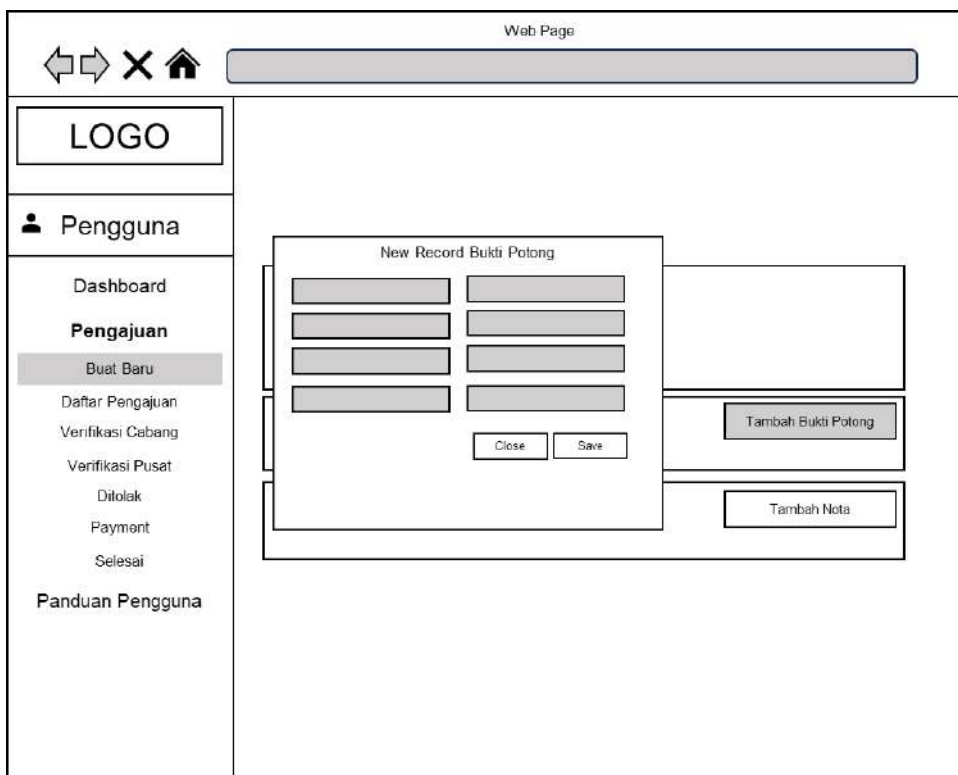 Web Page
LOGO
Pengguna
Dashboard
Pengajuan
Buat Baru
Daftar Pengajuan
Verifikasi Cabang
Verifikasi Pusat
Ditolak
Payment
Selesai
Panduan Pengguna
New Record Bukti Potong
Close
Save
Tambah Bukti Potong
Tambah Nota